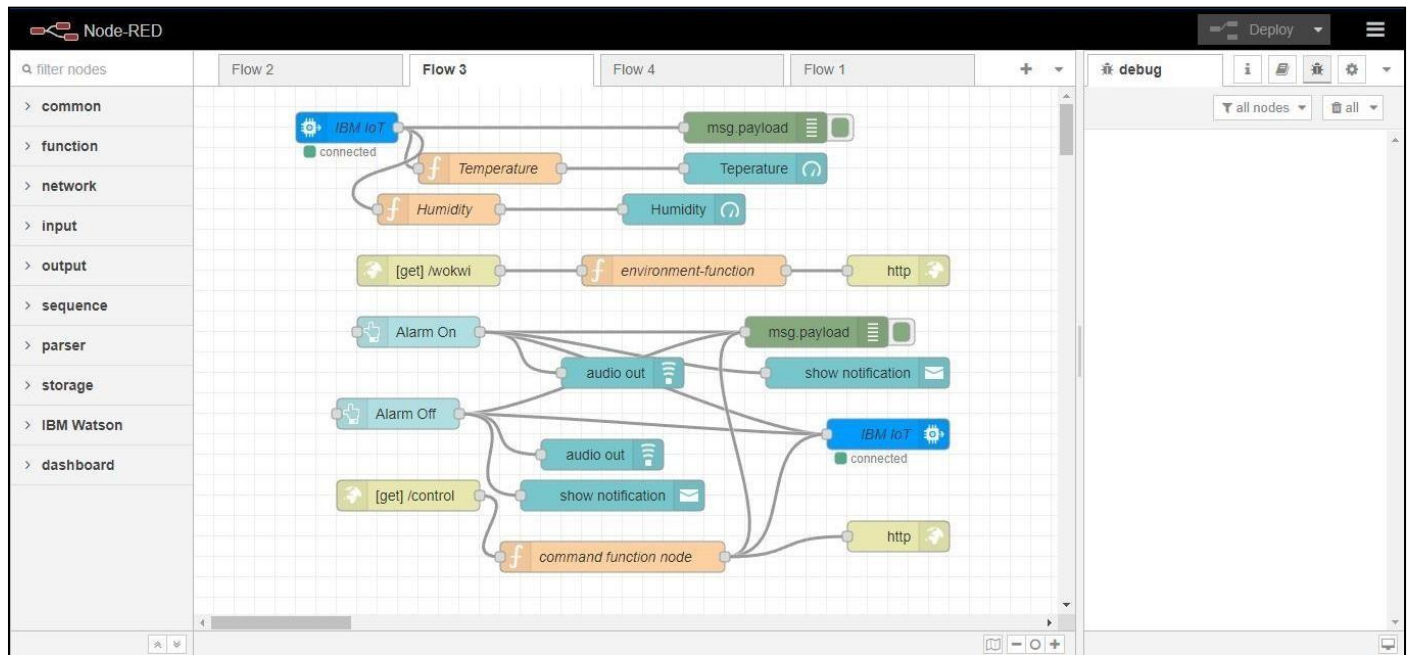 Node-RED
Deploy
filter nodes
Flow 2
Flow 3
Flow 4
Flow 1
debug
i
all nodes
all
common
function
network
input
output
sequence
parser
storage
IBM Watson
dashboard
IBM IoT
connected
msg.payload
Temperature
Teperature
Humidity
Humidity
[get] /wokwi
environment-function
http
Alarm On
msg.payload
audio out
show notification
Alarm Off
IBM IoT
connected
audio out
[get] /control
show notification
http
command function node